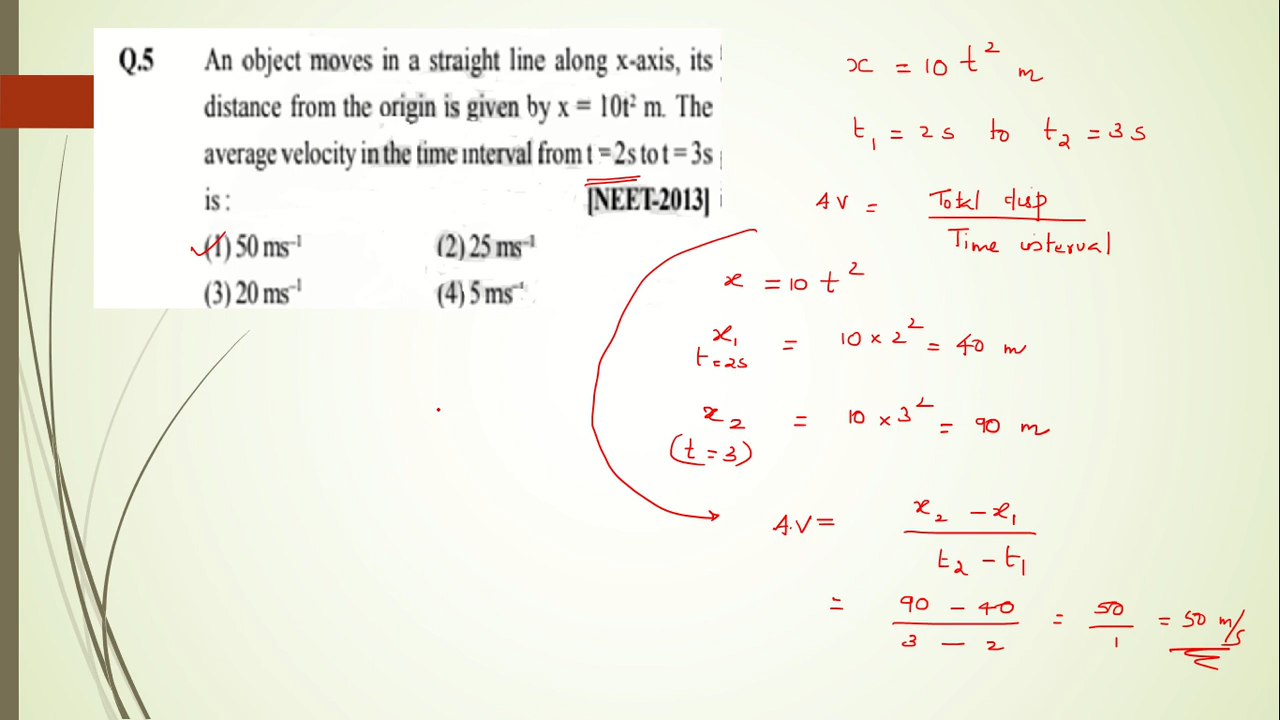 Q.5 An object moves in a straight line along x-axis, its
distance from the origin is given by x = 10t² m. The
average velocity in the time interval from t = 2s to t = 3s
is :
[NEET-2013]
(1) 50 ms⁻¹ (2) 25 ms⁻¹
(3) 20 ms⁻¹ (4) 5 ms⁻¹
x = 10 t² m
t₁ = 2s to t₂ = 3s
AV = Total disp / Time interval
x = 10 t²
x₁ = 10 × 2² = 40 m
t=2s
x₂ = 10 × 3² = 90 m
(t = 3)
A.V = x₂ - x₁ / t₂ - t₁
= 90 - 40 / 3 - 2 = 50 / 1 = 50 m/s